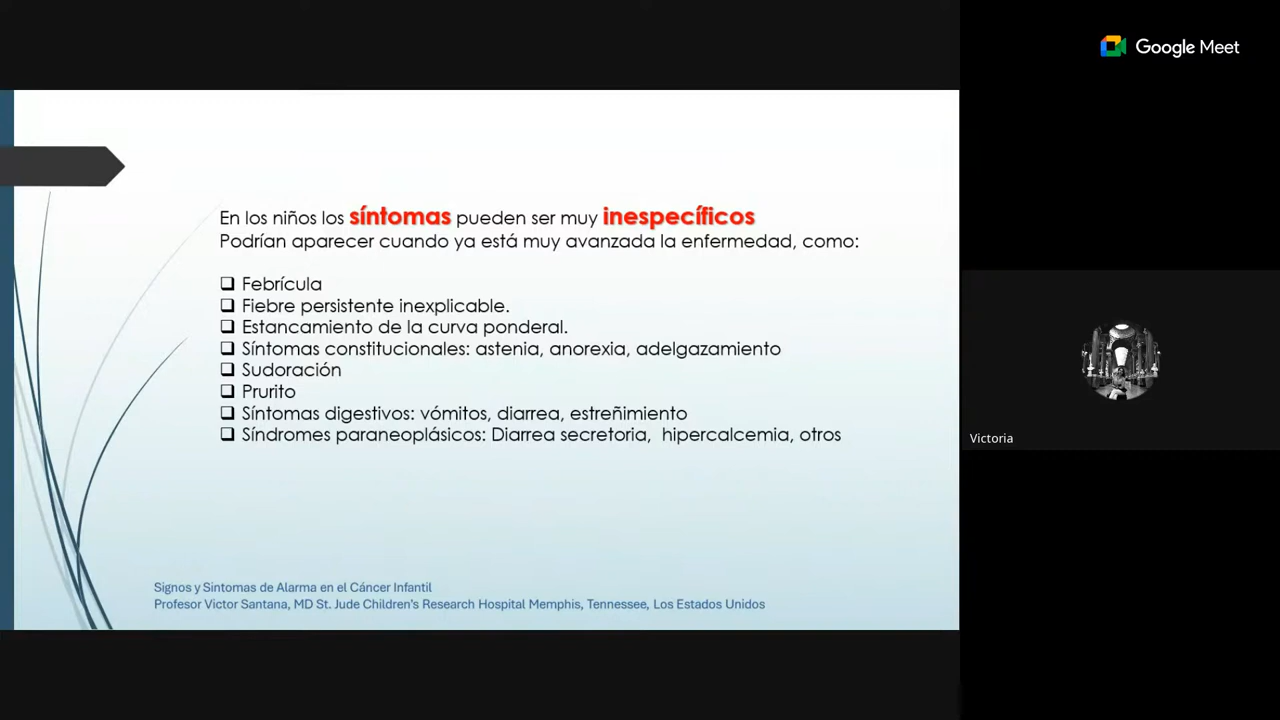 Google Meet
En los niños los síntomas pueden ser muy inespecíficos
Podrían aparecer cuando ya está muy avanzada la enfermedad, como:
Febrícula
Fiebre persistente inexplicable.
Estancamiento de la curva ponderal.
Síntomas constitucionales: astenia, anorexia, adelgazamiento
Sudoración
Prurito
Síntomas digestivos: vómitos, diarrea, estreñimiento
Síndromes paraneoplásicos: Diarrea secretoria, hipercalcemia, otros
Victoria
Signos y Sintomas de Alarma en el Cáncer Infantil
Profesor Victor Santana, MD St. Jude Children's Research Hospital Memphis, Tennessee, Los Estados Unidos